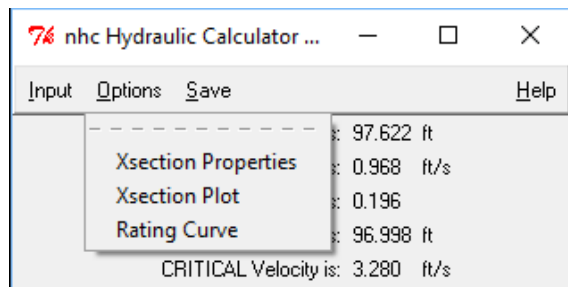 nhc Hydraulic Calculator ...
Input Options Save Help
: 97.622 ft
Xsection Properties : 0.968 ft/s
Xsection Plot : 0.196
Rating Curve : 96.998 ft
CRITICAL Velocity is: 3.280 ft/s